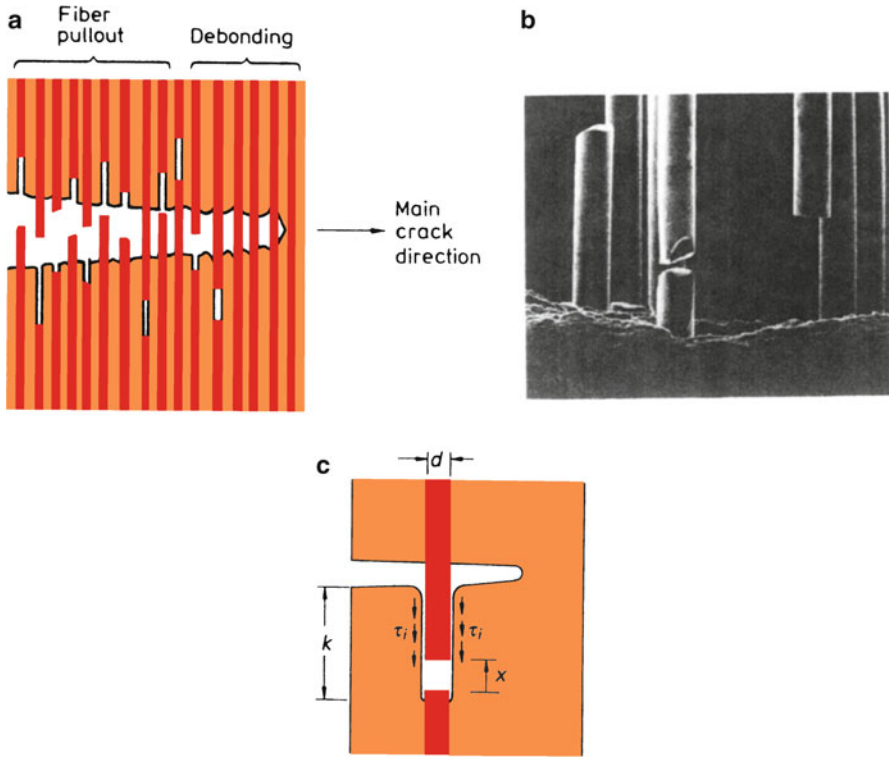 a
Fiber
pullout
Debonding
Main
crack
direction
b
c
d
k
τi
τi
x